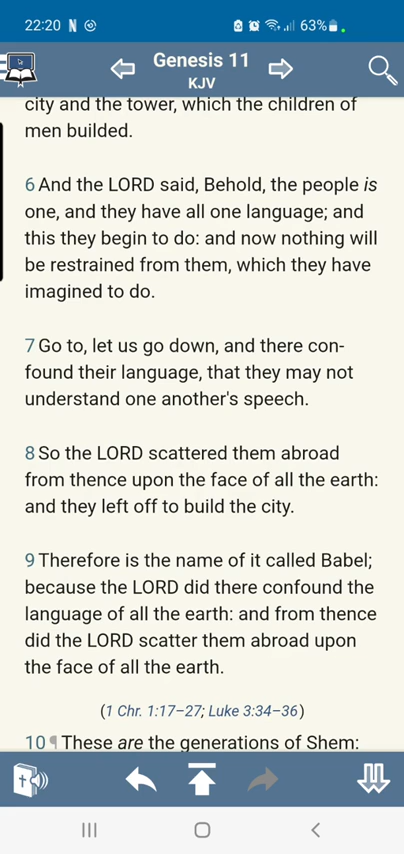 22:20 N 63%
Genesis 11
KJV
city and the tower, which the children of
men builded.
6 And the LORD said, Behold, the people is
one, and they have all one language; and
this they begin to do: and now nothing will
be restrained from them, which they have
imagined to do.
7 Go to, let us go down, and there con-
found their language, that they may not
understand one another's speech.
8 So the LORD scattered them abroad
from thence upon the face of all the earth:
and they left off to build the city.
9 Therefore is the name of it called Babel;
because the LORD did there confound the
language of all the earth: and from thence
did the LORD scatter them abroad upon
the face of all the earth.
(1 Chr. 1:17–27; Luke 3:34–36)
10 ¶ These are the generations of Shem: